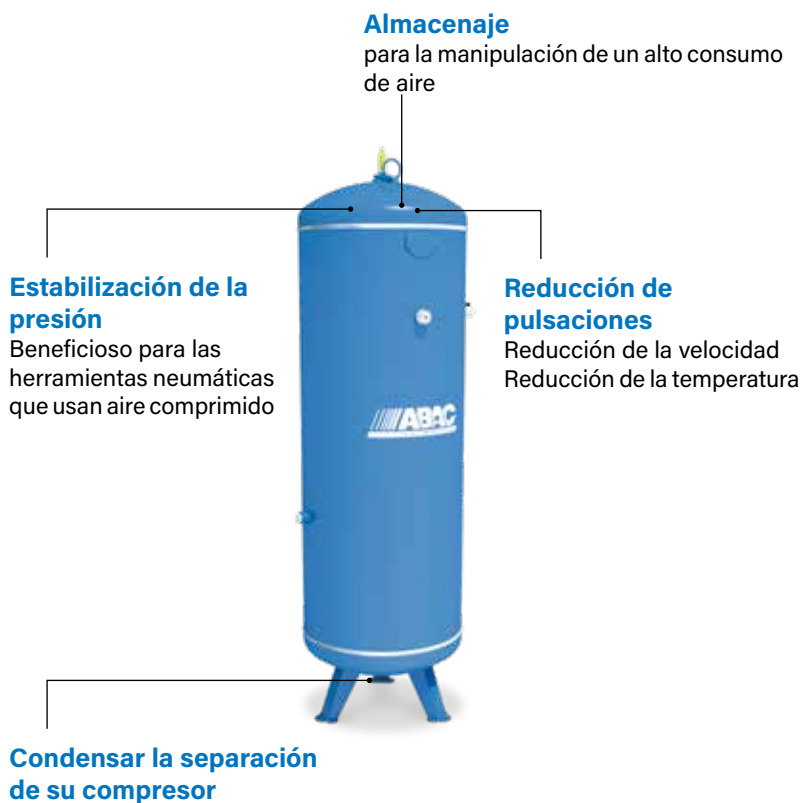 Almacenaje
para la manipulación de un alto consumo
de aire
Estabilización de la
presión
Beneficioso para las
herramientas neumáticas
que usan aire comprimido
Reducción de
pulsaciones
Reducción de la velocidad
Reducción de la temperatura
ABAC
Condensar la separación
de su compresor